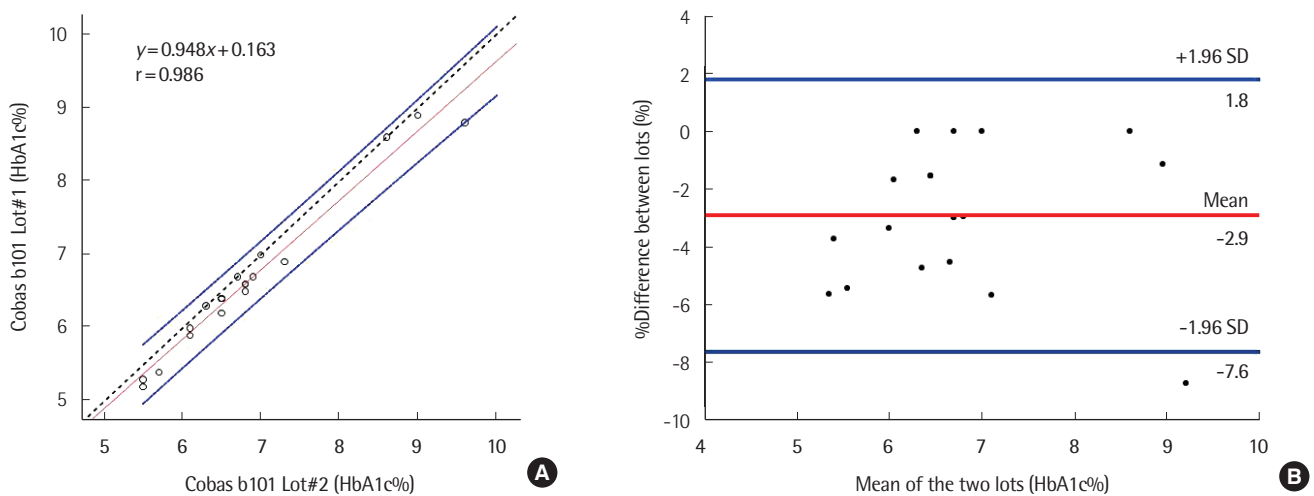 10
9
8
7
6
5
y=0.948x+0.163
r=0.986
Cobas b101 Lot#1 (HbA1c%)
5 6 7 8 9 10
Cobas b101 Lot#2 (HbA1c%)
A
4
2
0
-2
-4
-6
-8
-10
%Difference between lots (%)
+1.96 SD
1.8
Mean
-2.9
-1.96 SD
-7.6
4 5 6 7 8 9 10
Mean of the two lots (HbA1c%)
B